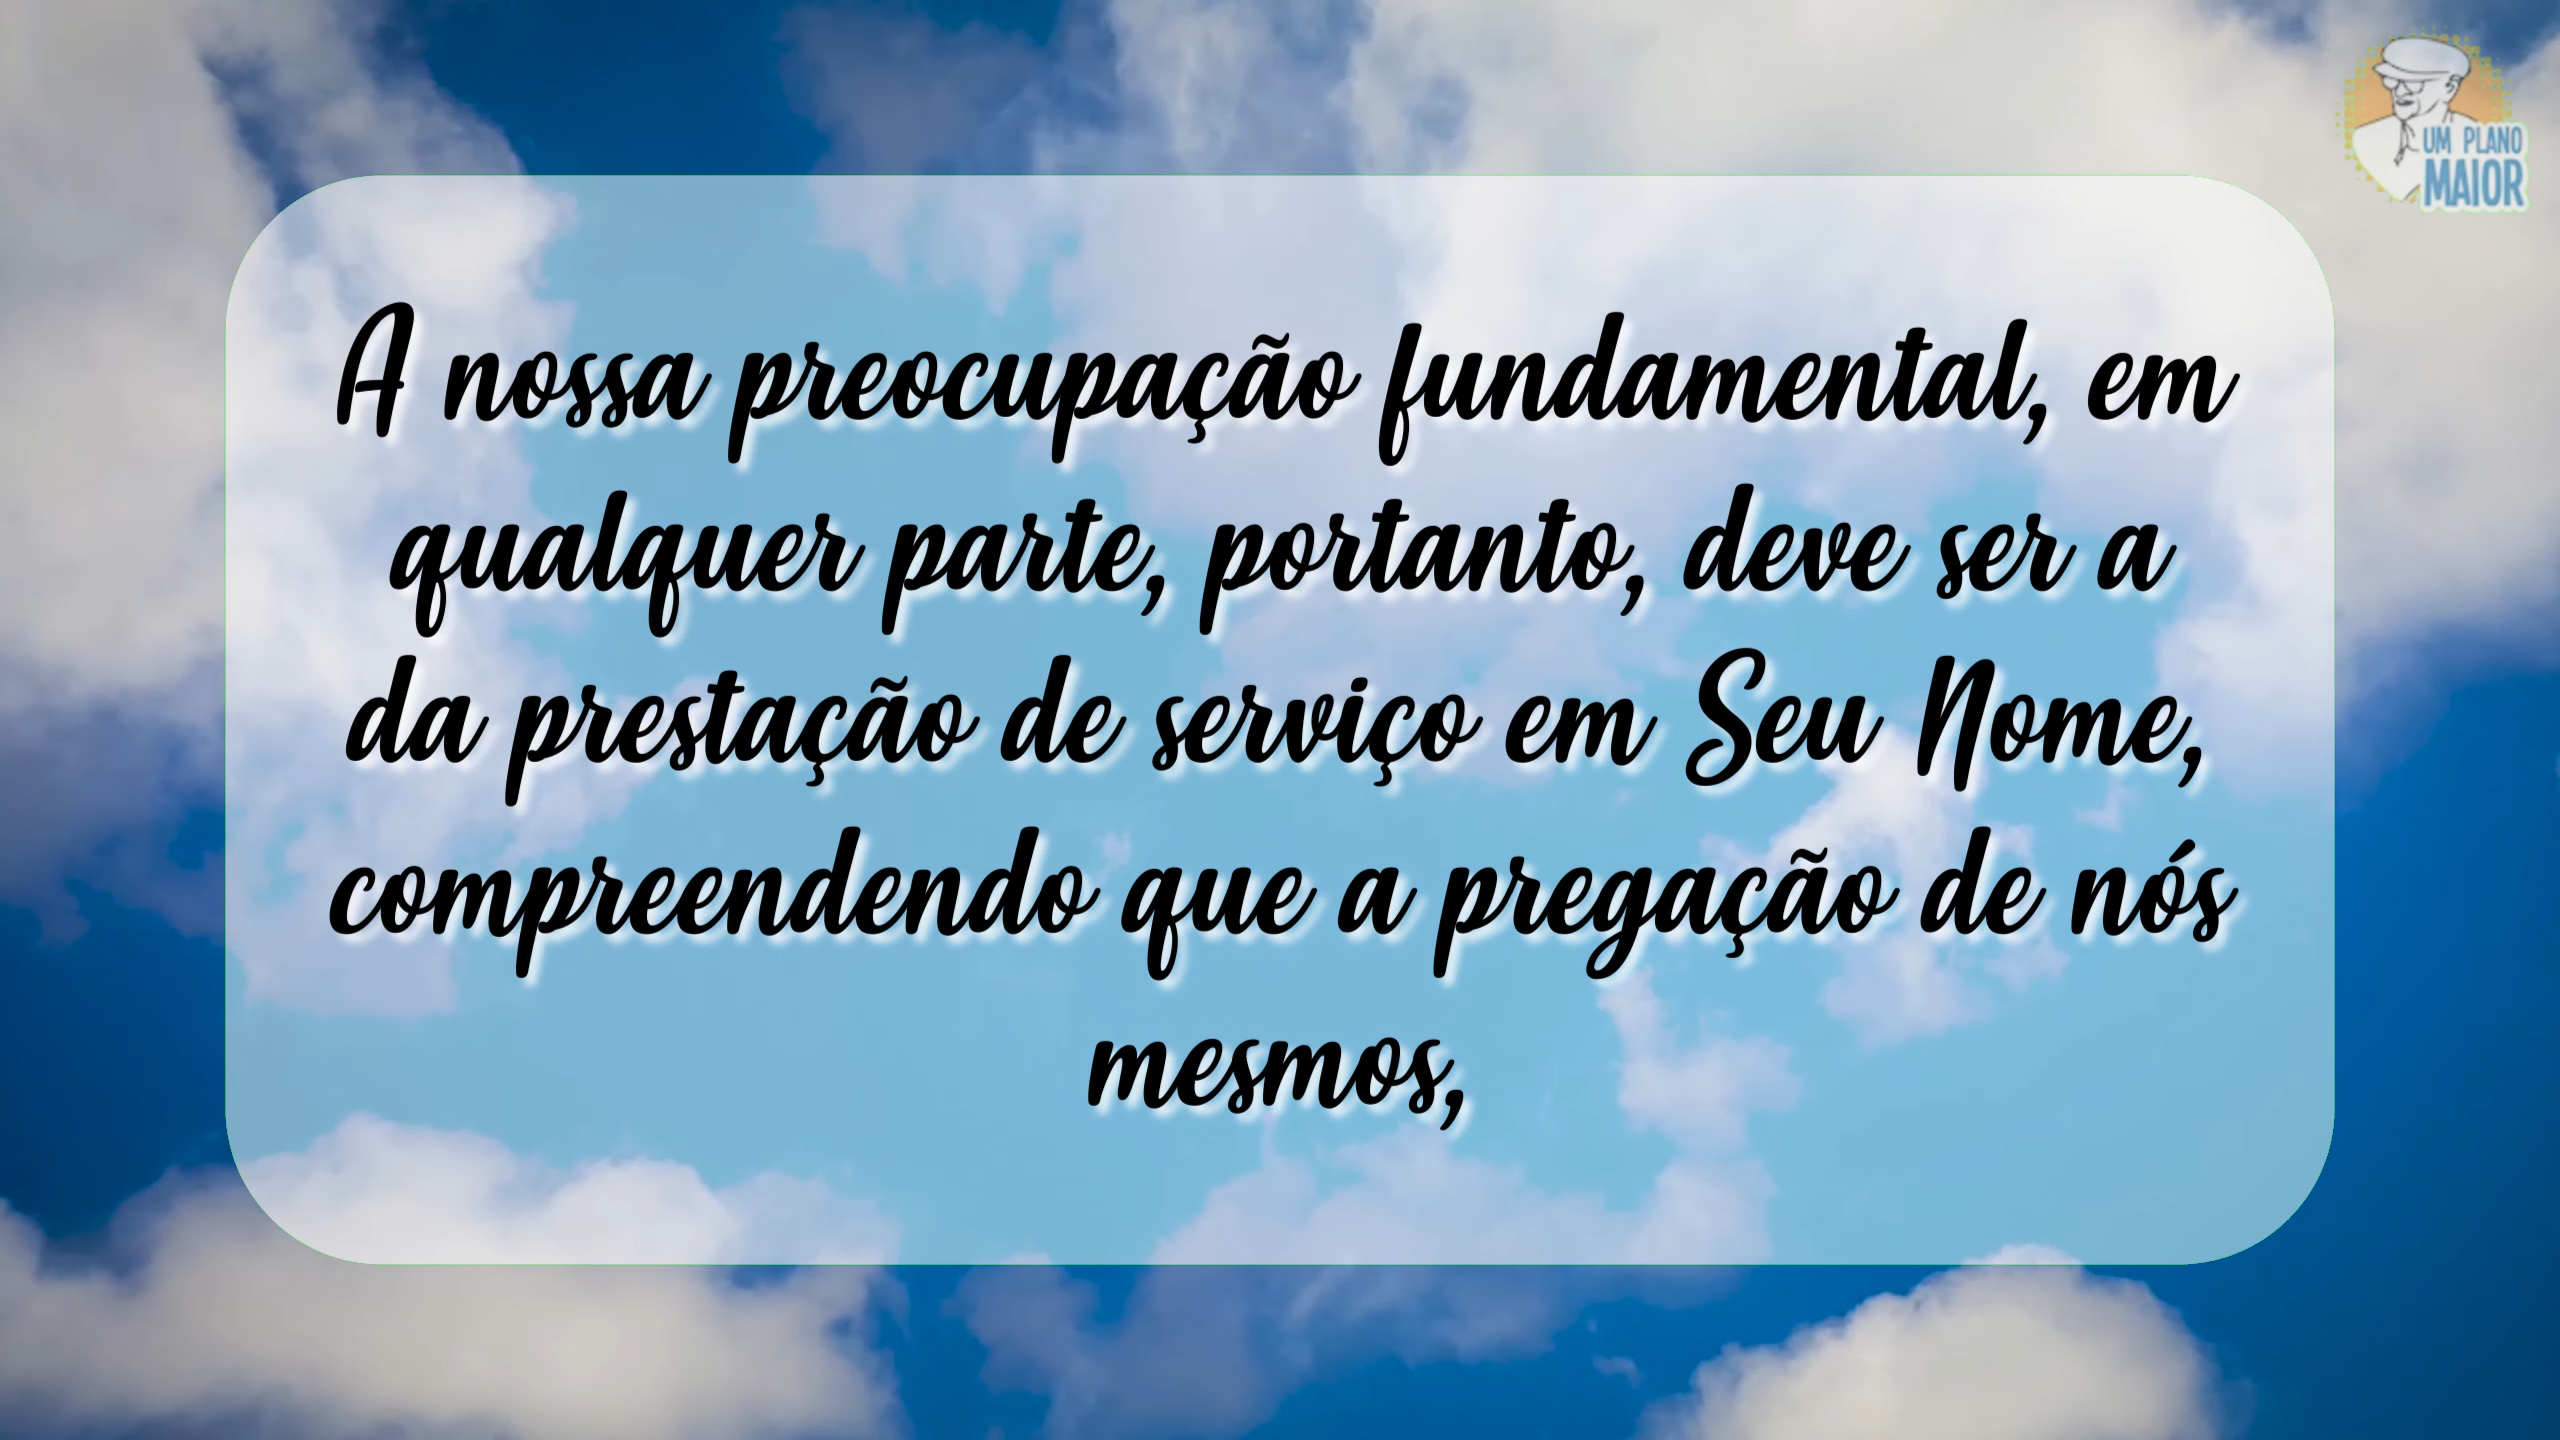 UM PLANO
MAIOR
A nossa preocupação fundamental, em
qualquer parte, portanto, deve ser a
da prestação de serviço em Seu Nome,
compreendendo que a pregação de nós
mesmos,